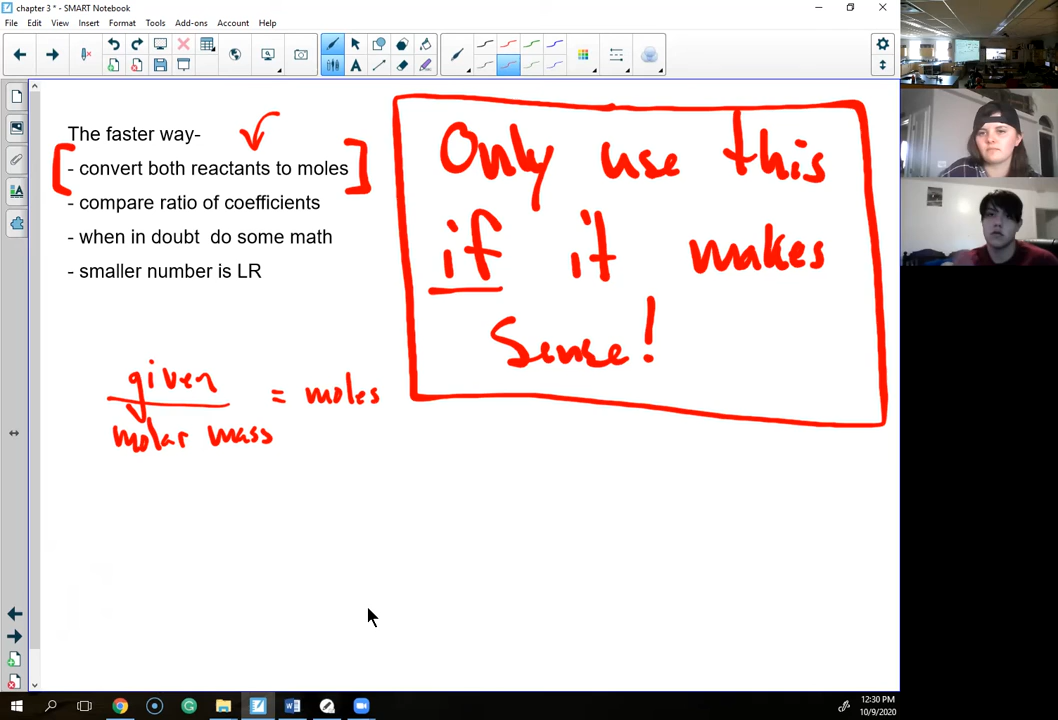 chapter 3 * - SMART Notebook
File Edit View Insert Format Tools Add-ons Account Help
The faster way-
- convert both reactants to moles
- compare ratio of coefficients
- when in doubt do some math
- smaller number is LR
Only use this
if it makes
Sense!
given
= moles
molar mass
12:30 PM
10/9/2020